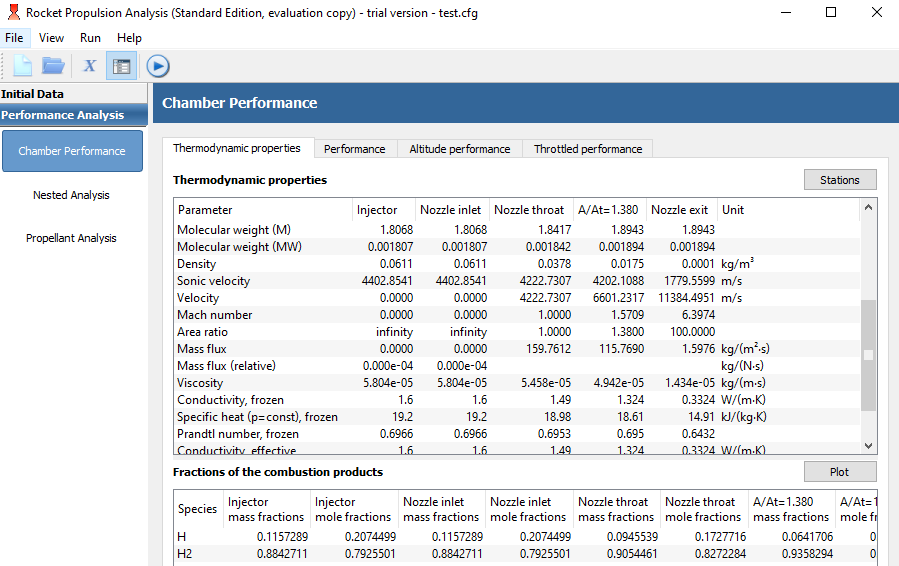 Rocket Propulsion Analysis (Standard Edition, evaluation copy) - trial version - test.cfg
File View Run Help
Initial Data
Performance Analysis
Chamber Performance
Nested Analysis
Propellant Analysis
Chamber Performance
Thermodynamic properties Performance Altitude performance Throttled performance
Thermodynamic properties Stations
Parameter Injector Nozzle inlet Nozzle throat A/At=1.380 Nozzle exit Unit
Molecular weight (M) 1.8068 1.8068 1.8417 1.8943 1.8943
Molecular weight (MW) 0.001807 0.001807 0.001842 0.001894 0.001894
Density 0.0611 0.0611 0.0378 0.0175 0.0001 kg/m³
Sonic velocity 4402.8541 4402.8541 4222.7307 4202.1088 1779.5599 m/s
Velocity 0.0000 0.0000 4222.7307 6601.2317 11384.4951 m/s
Mach number 0.0000 0.0000 1.0000 1.5709 6.3974
Area ratio infinity infinity 1.0000 1.3800 100.0000
Mass flux 0.0000 0.0000 159.7612 115.7690 1.5976 kg/(m²·s)
Mass flux (relative) 0.000e-04 0.000e-04 kg/(N·s)
Viscosity 5.804e-05 5.804e-05 5.458e-05 4.942e-05 1.434e-05 kg/(m·s)
Conductivity, frozen 1.6 1.6 1.49 1.324 0.3324 W/(m·K)
Specific heat (p=const), frozen 19.2 19.2 18.98 18.61 14.91 kJ/(kg·K)
Prandtl number, frozen 0.6966 0.6966 0.6953 0.695 0.6432
Conductivity, effective 1.6 1.6 1.49 1.324 0.3324 W/(m·K)
Fractions of the combustion products Plot
Species Injector Injector Nozzle inlet Nozzle inlet Nozzle throat Nozzle throat A/At=1.380 A/At=1
mass fractions mole fractions mass fractions mole fractions mass fractions mole fractions mass fractions mole fr
H 0.1157289 0.2074499 0.1157289 0.2074499 0.0945539 0.1727716 0.0641706 0
H2 0.8842711 0.7925501 0.8842711 0.7925501 0.9054461 0.8272284 0.9358294 0